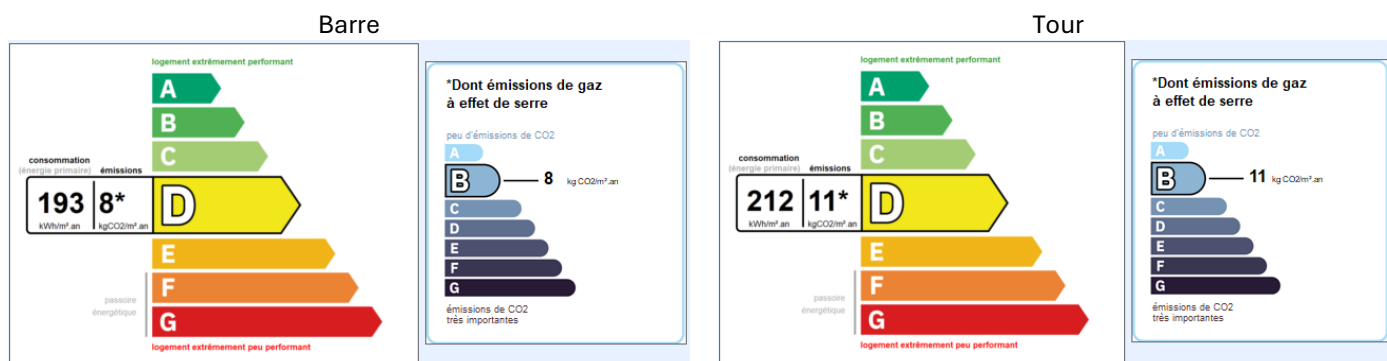 Barre
logement extrêmement performant
A
B
C
consommation
(énergie primaire) émissions
193 8* D
kWh/m².an kgCO2/m².an
E
F
passoire
énergétique
G
logement extrêmement peu performant
*Dont émissions de gaz
à effet de serre
peu d'émissions de CO2
A
B 8 kg CO2/m².an
C
D
E
F
G
émissions de CO2
très importantes
Tour
logement extrêmement performant
A
B
C
consommation
(énergie primaire) émissions
212 11* D
kWh/m².an kgCO2/m².an
E
F
passoire
énergétique
G
logement extrêmement peu performant
*Dont émissions de gaz
à effet de serre
peu d'émissions de CO2
A
B 11 kg CO2/m².an
C
D
E
F
G
émissions de CO2
très importantes